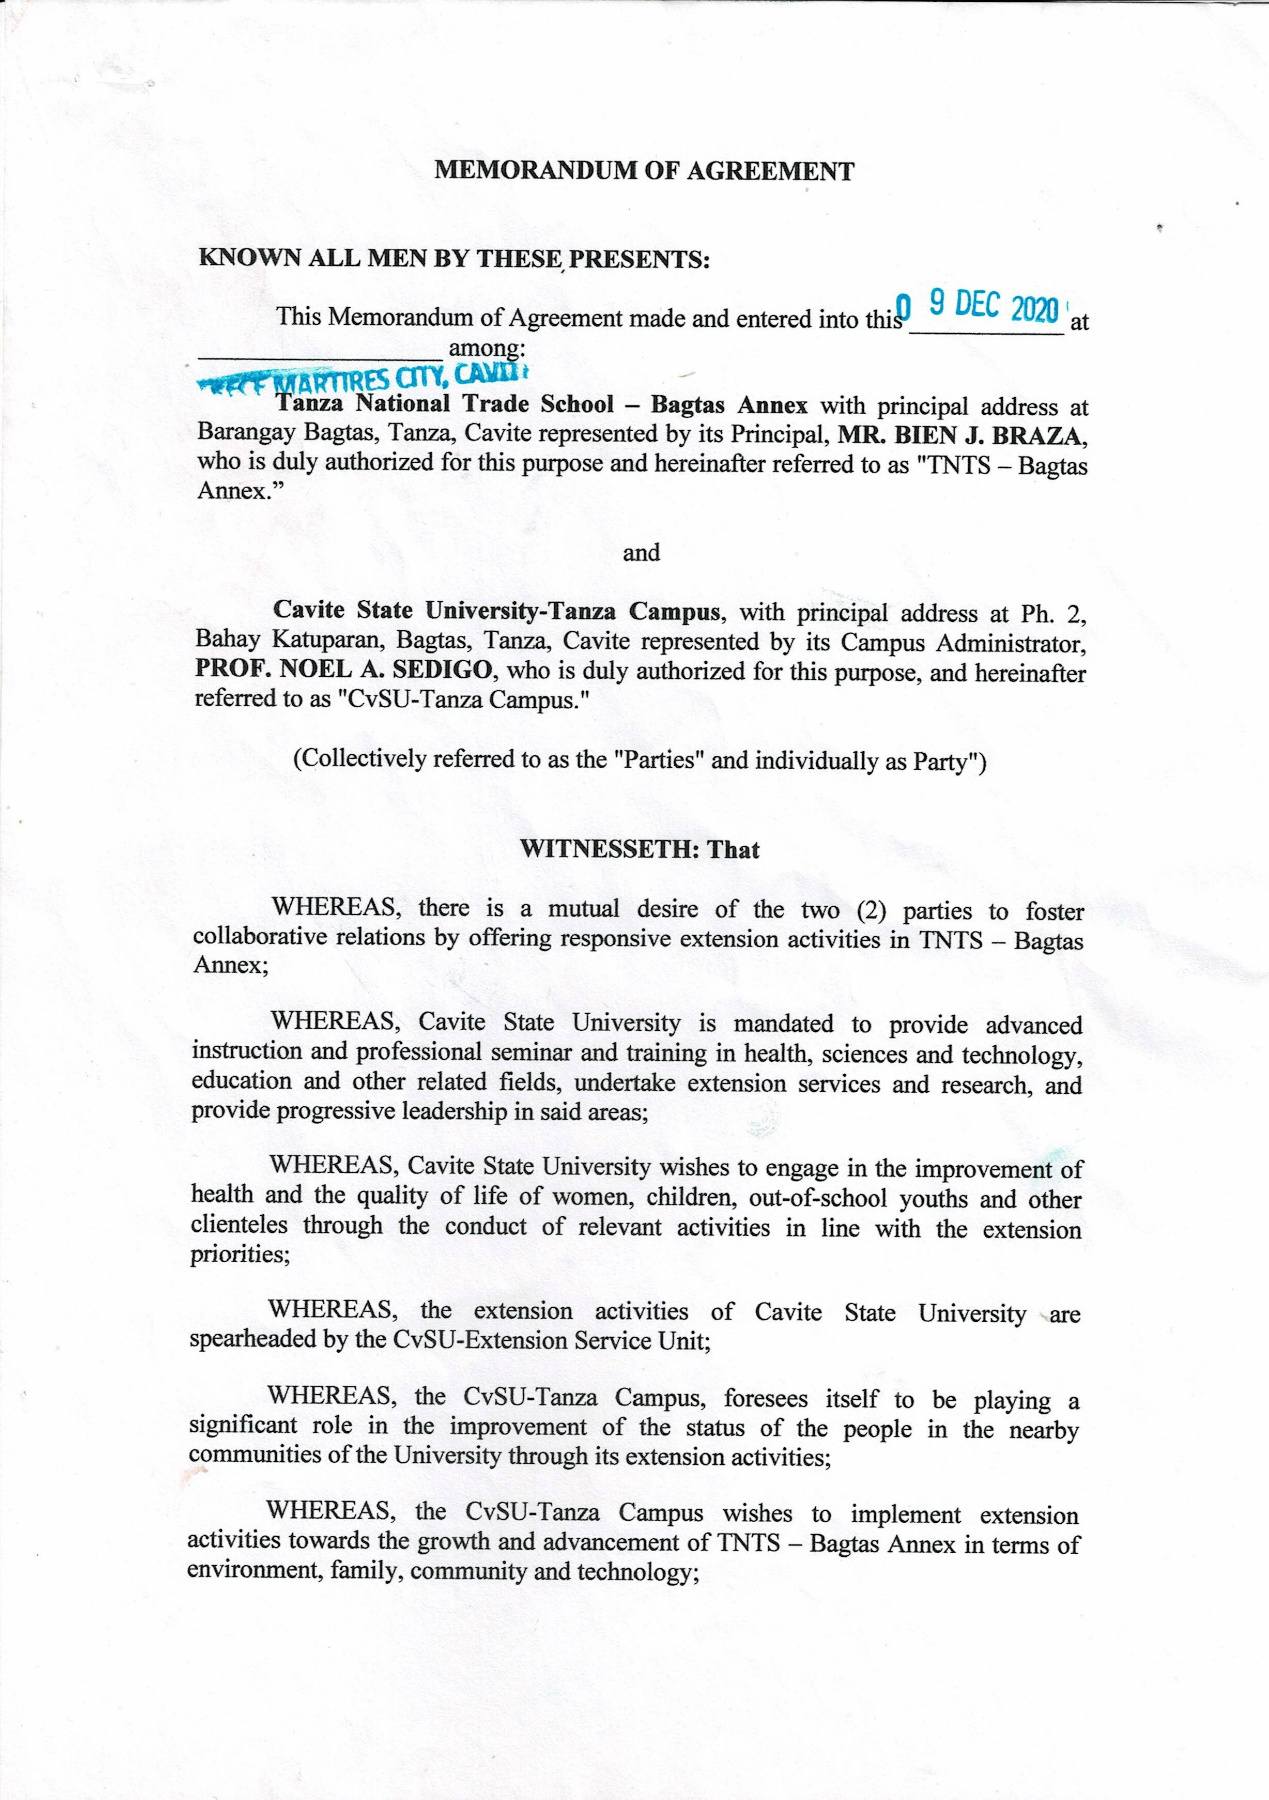 MEMORANDUM OF AGREEMENT
KNOWN ALL MEN BY THESE PRESENTS:
This Memorandum of Agreement made and entered into this 09 DEC 2020 at
____________________ among:
MARTIRES CITY, CAVITE
Tanza National Trade School – Bagtas Annex with principal address at
Barangay Bagtas, Tanza, Cavite represented by its Principal, MR. BIEN J. BRAZA,
who is duly authorized for this purpose and hereinafter referred to as "TNTS – Bagtas
Annex.”
and
Cavite State University-Tanza Campus, with principal address at Ph. 2,
Bahay Katuparan, Bagtas, Tanza, Cavite represented by its Campus Administrator,
PROF. NOEL A. SEDIGO, who is duly authorized for this purpose, and hereinafter
referred to as "CvSU-Tanza Campus."
(Collectively referred to as the "Parties" and individually as Party")
WITNESSETH: That
WHEREAS, there is a mutual desire of the two (2) parties to foster
collaborative relations by offering responsive extension activities in TNTS – Bagtas
Annex;
WHEREAS, Cavite State University is mandated to provide advanced
instruction and professional seminar and training in health, sciences and technology,
education and other related fields, undertake extension services and research, and
provide progressive leadership in said areas;
WHEREAS, Cavite State University wishes to engage in the improvement of
health and the quality of life of women, children, out-of-school youths and other
clienteles through the conduct of relevant activities in line with the extension
priorities;
WHEREAS, the extension activities of Cavite State University are
spearheaded by the CvSU-Extension Service Unit;
WHEREAS, the CvSU-Tanza Campus, foresees itself to be playing a
significant role in the improvement of the status of the people in the nearby
communities of the University through its extension activities;
WHEREAS, the CvSU-Tanza Campus wishes to implement extension
activities towards the growth and advancement of TNTS – Bagtas Annex in terms of
environment, family, community and technology;